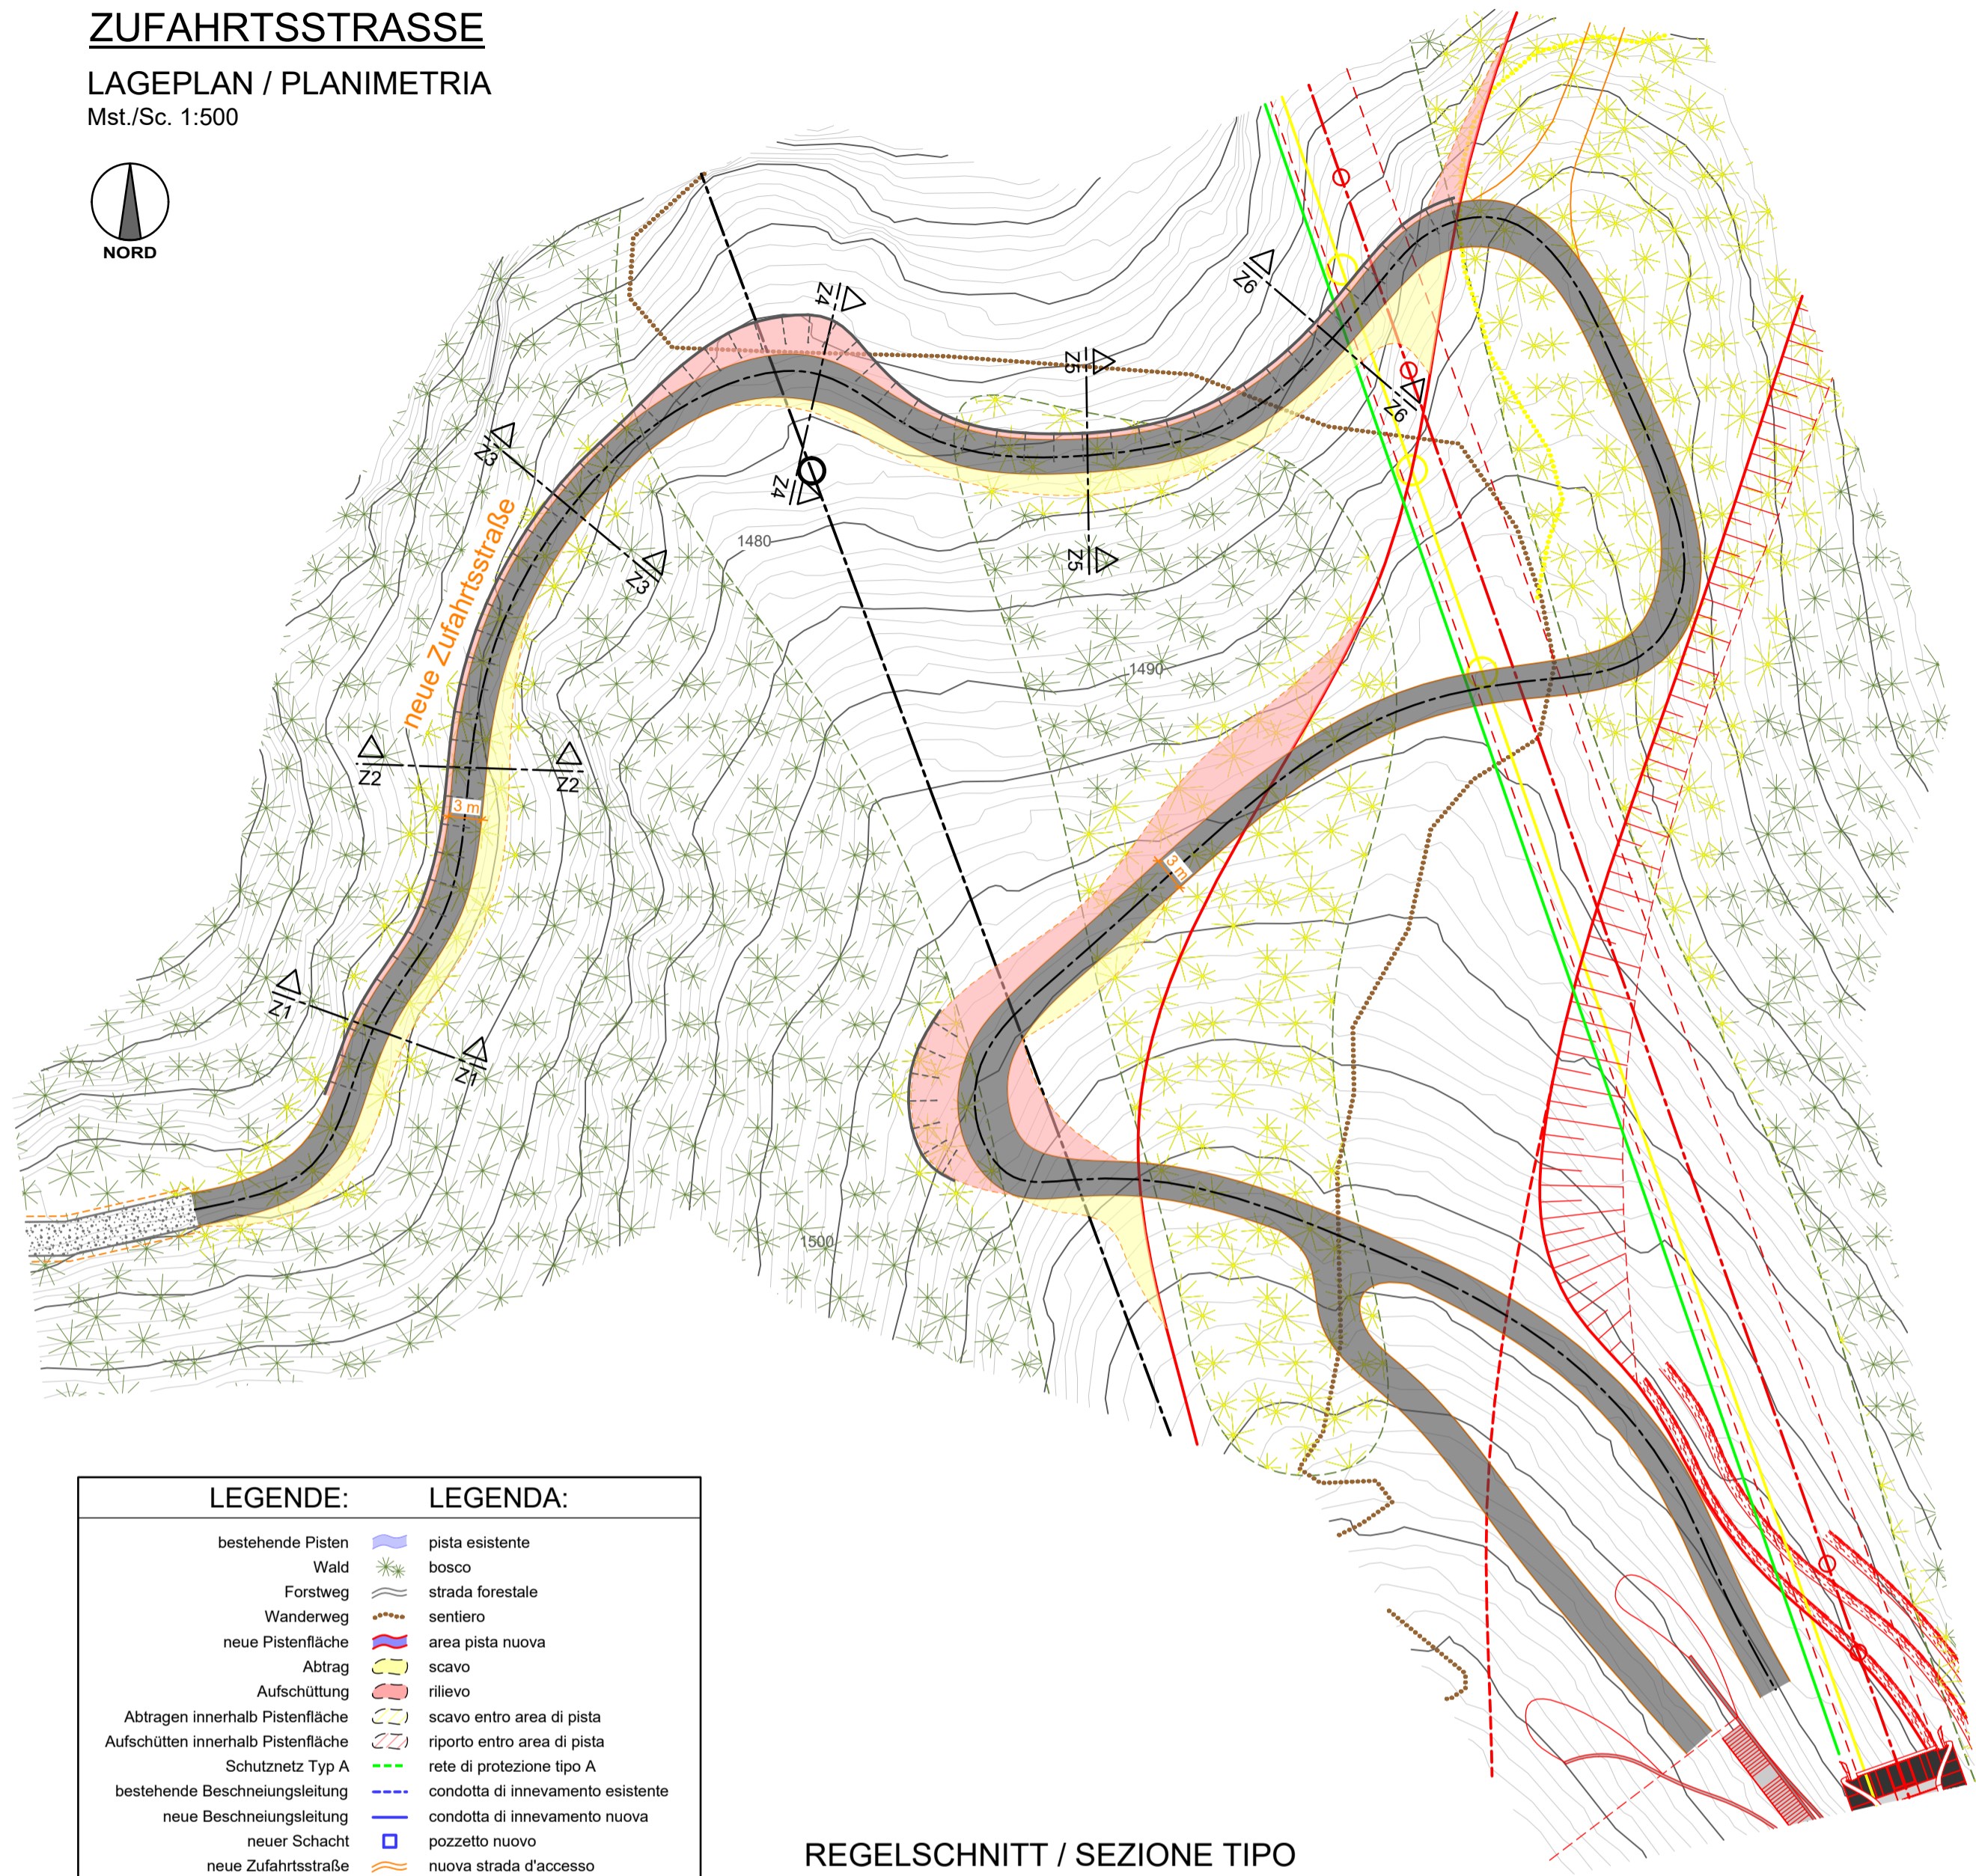 ZUFAHRTSSTRASSE
LAGEPLAN / PLANIMETRIA
Mst./Sc. 1:500
NORD
Z4
Z6
Z5
Z3
Z6
neue Zufahrtsstraße
Z4
1480
Z5
Z3
1490
Z2
Z2
3 m
3 m
Z1
Z1
1500
LEGENDE: LEGENDA:
bestehende Pisten pista esistente
Wald bosco
Forstweg strada forestale
Wanderweg sentiero
neue Pistenfläche area pista nuova
Abtrag scavo
Aufschüttung rilievo
Abtragen innerhalb Pistenfläche scavo entro area di pista
Aufschütten innerhalb Pistenfläche riporto entro area di pista
Schutznetz Typ A rete di protezione tipo A
bestehende Beschneiungsleitung condotta di innevamento esistente
neue Beschneiungsleitung condotta di innevamento nuova
neuer Schacht pozzetto nuovo
neue Zufahrtsstraße nuova strada d'accesso
REGELSCHNITT / SEZIONE TIPO